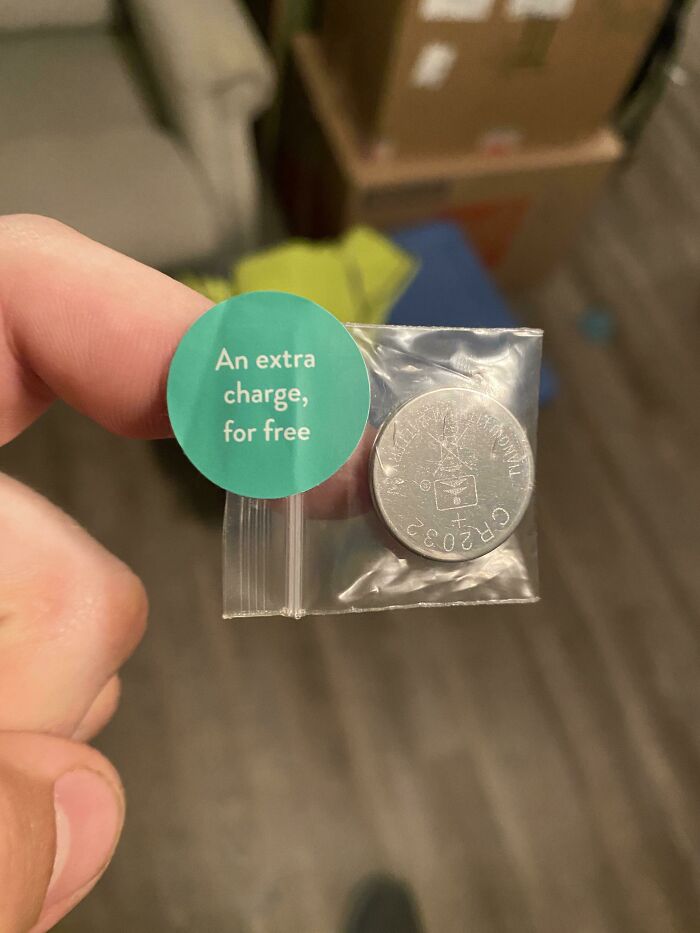 An extra
charge,
for free
CR2032
+